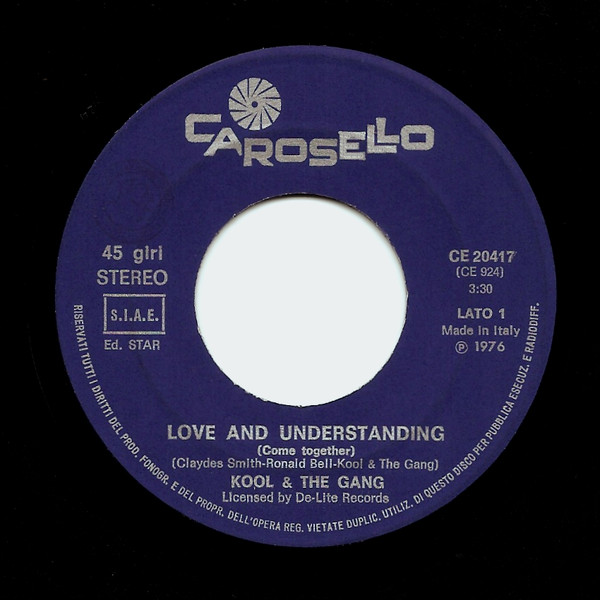 CAROSELLO
45 giri
STEREO
S.I.A.E.
Ed. STAR
CE 20417
(CE 924)
3:30
LATO 1
Made in Italy
℗ 1976
LOVE AND UNDERSTANDING
(Come together)
(Claydes Smith-Ronald Bell-Kool & The Gang)
KOOL & THE GANG
Licensed by De-Lite Records
RISERVATI TUTTI I DIRITTI DEL PROD. FONOGR. E DEL PROPR. DELL'OPERA REG. VIETATE DUPLIC. UTILIZ. DI QUESTO DISCO PER PUBBLICA ESECUZ. E RADIODIFF.